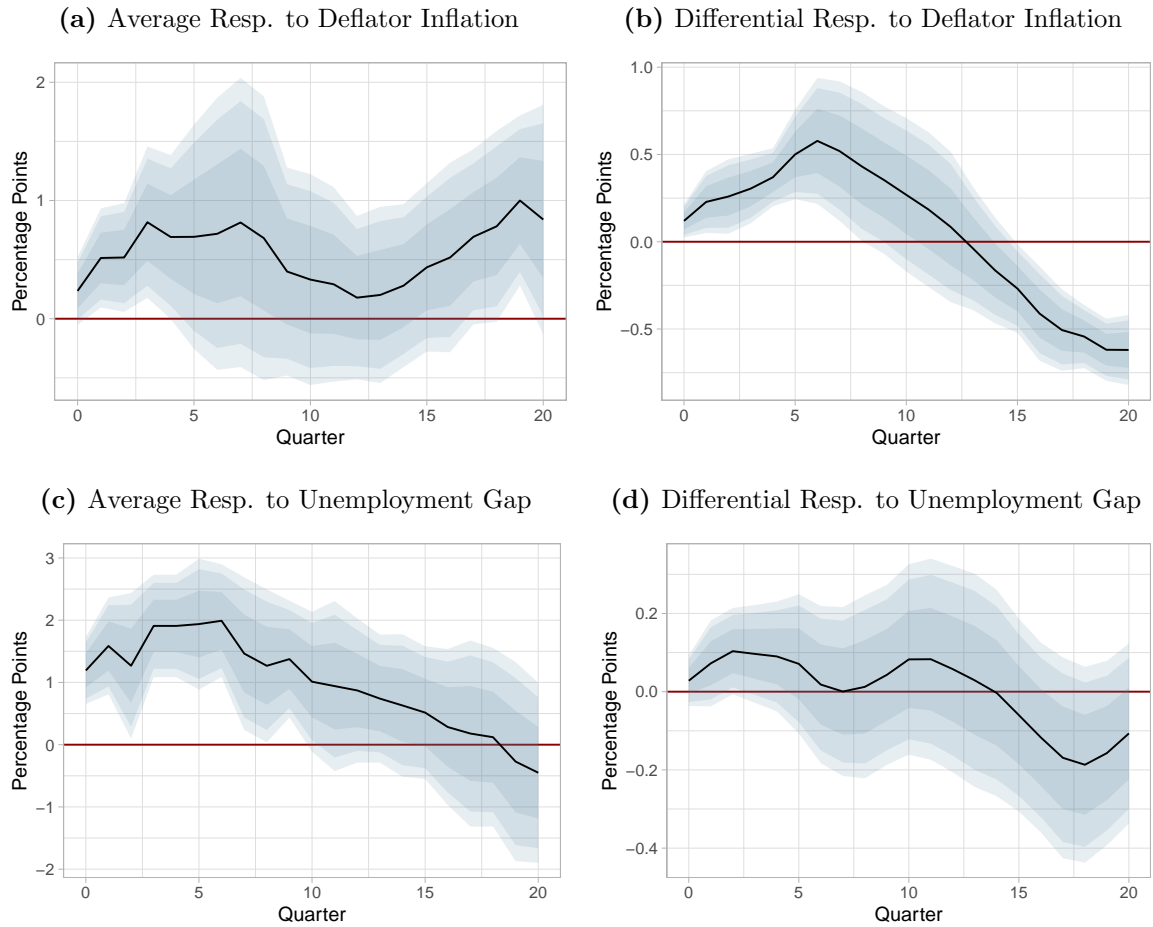 (a) Average Resp. to Deflator Inflation
Percentage Points
2
1
0
0 5 10 15 20
Quarter
(b) Differential Resp. to Deflator Inflation
Percentage Points
1.0
0.5
0.0
−0.5
0 5 10 15 20
Quarter
(c) Average Resp. to Unemployment Gap
Percentage Points
3
2
1
0
−1
−2
0 5 10 15 20
Quarter
(d) Differential Resp. to Unemployment Gap
Percentage Points
0.2
0.0
−0.2
−0.4
0 5 10 15 20
Quarter